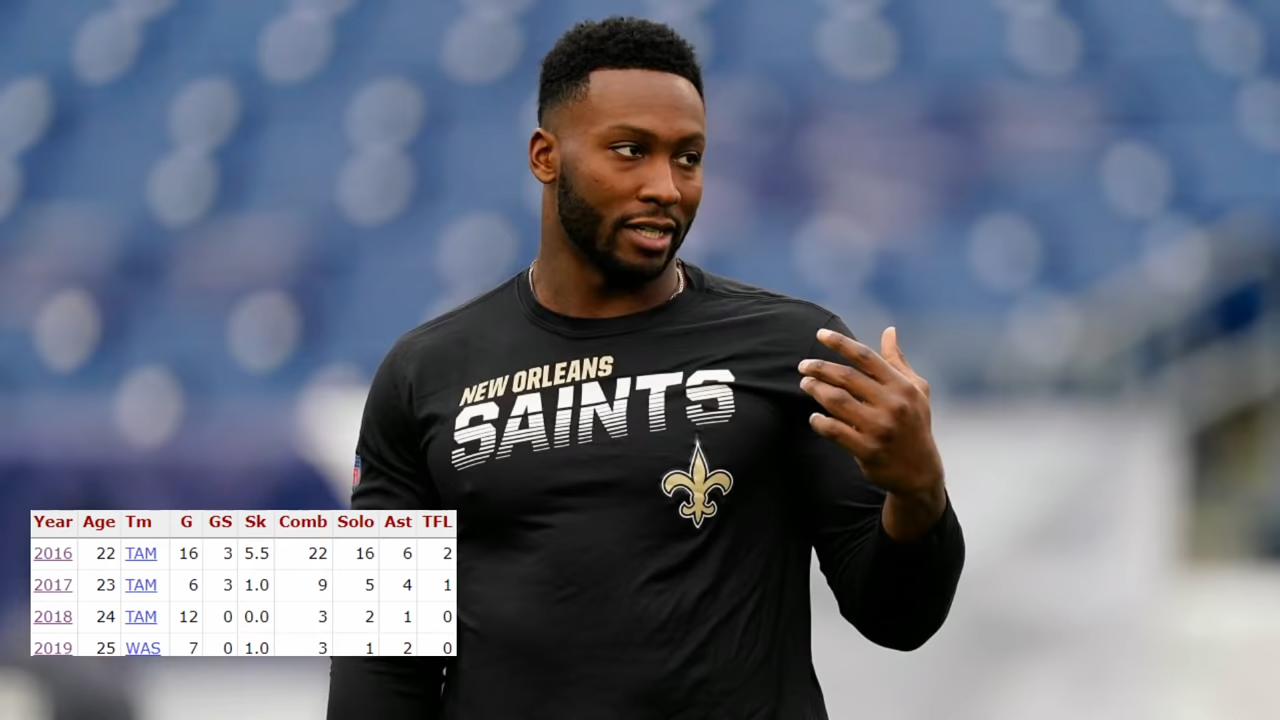 NEW ORLEANS
SAINTS
Year Age Tm G GS Sk Comb Solo Ast TFL
2016 22 TAM 16 3 5.5 22 16 6 2
2017 23 TAM 6 3 1.0 9 5 4 1
2018 24 TAM 12 0 0.0 3 2 1 0
2019 25 WAS 7 0 1.0 3 1 2 0